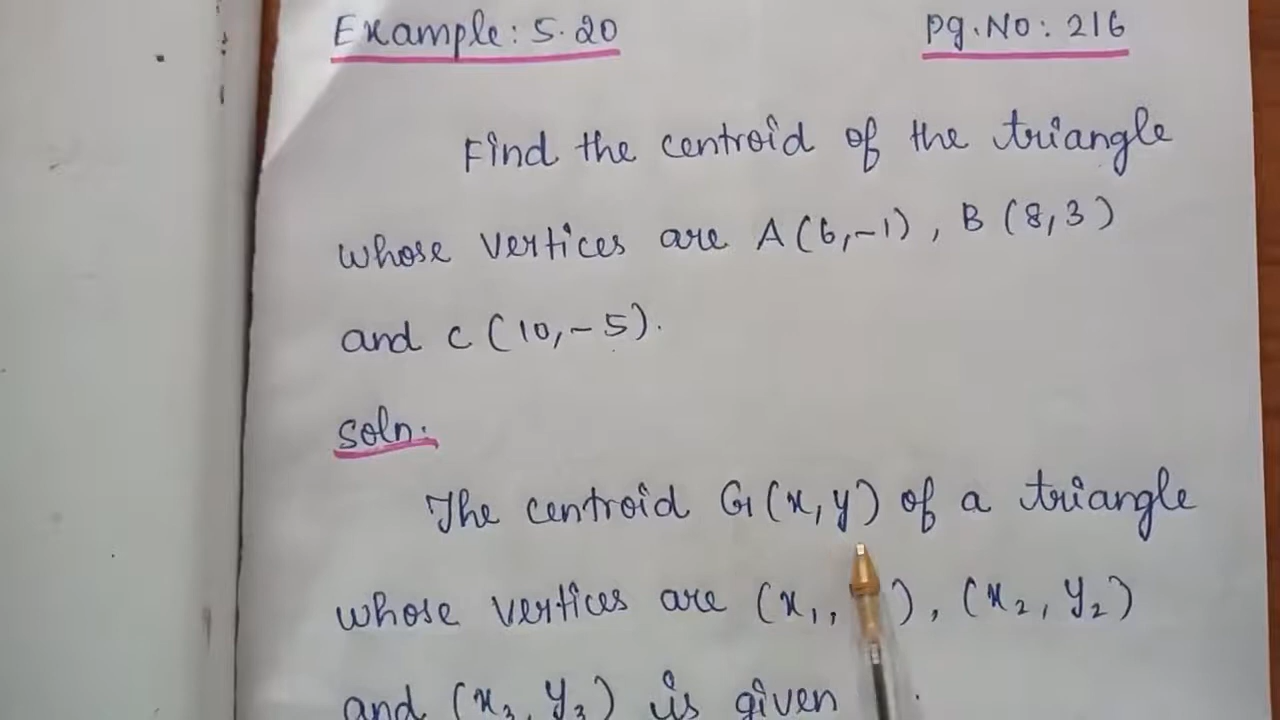 Example: 5.20
Pg.No: 216
Find the centroid of the triangle
whose vertices are A(6,-1), B(8,3)
and C(10,-5).
Soln.
The centroid G(x,y) of a triangle
whose vertices are (x₁, ), (x₂, y₂)
and (x₃, y₃) is given